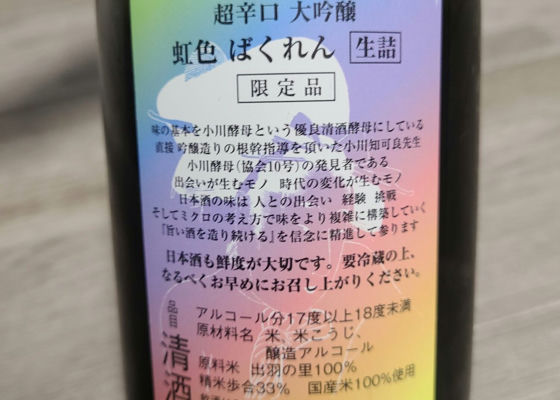 超辛口 大吟醸
虹色 ばくれん 生詰
限定品
味の基本を小川酵母という優良清酒酵母にしている
直接 吟醸造りの根幹指導を頂いた小川知可良先生
小川酵母(協会10号)の発見者である
出会いが生むモノ 時代の変化が生むモノ
日本酒の味は 人との出会い 経験 挑戦
そしてミクロの考え方で味をより複雑に構築していく
『旨い酒を造り続ける』を信念に精進して参ります
日本酒も鮮度が大切です。要冷蔵の上、
なるべくお早めにお召し上がりください。
品目 清酒
アルコール分17度以上18度未満
原材料名 米、米こうじ、
醸造アルコール
原料米 出羽の里100%
精米歩合33% 国産米100%使用